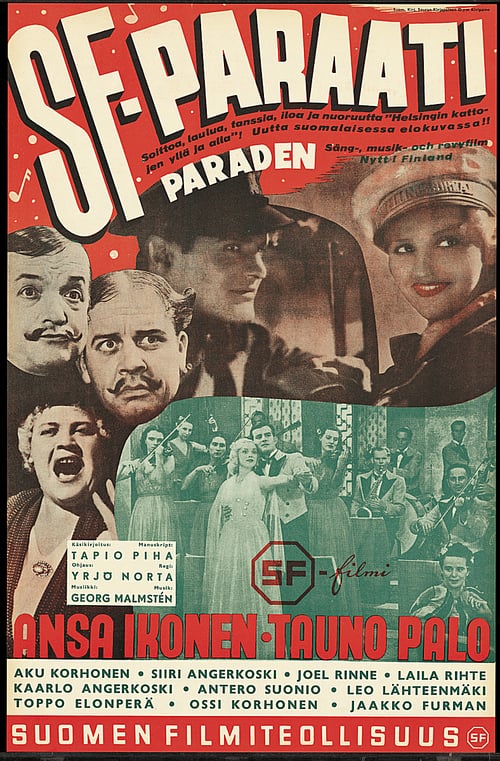 SF-PARAATI
Soittoa, laulua, tanssia, iloa ja nuoruutta "Helsingin katto-
jen yllä ja alla"! Uutta suomalaisessa elokuvassa!!
PARADEN
Sång-, musik- och revyfilm
Nytt i Finland
Käsikirjoitus: Manuskript:
TAPIO PIHA
Ohjaus: Regi:
YRJÖ NORTA
Musiikki: Musik:
GEORG MALMSTÉN
SF-filmi
ANSA IKONEN • TAUNO PALO
AKU KORHONEN • SIIRI ANGERKOSKI • JOEL RINNE • LAILA RIHTE
KAARLO ANGERKOSKI • ANTERO SUONIO • LEO LÄHTEENMÄKI
TOPPO ELONPERÄ • OSSI KORHONEN • JAAKKO FURMAN
SUOMEN FILMITEOLLISUUS SF